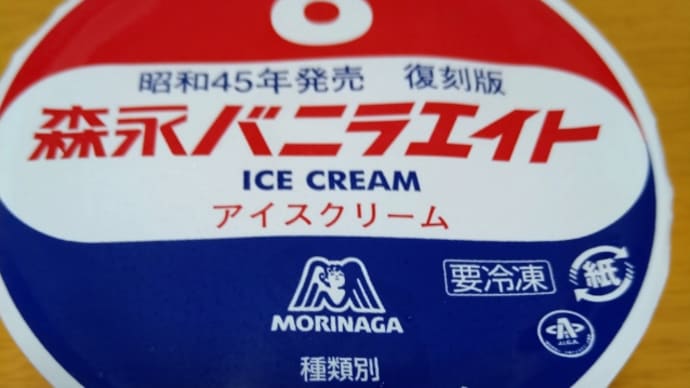 8
昭和45年発売 復刻版
森永バニラエイト
ICE CREAM
アイスクリーム
要冷凍
紙
MORINAGA
種類別